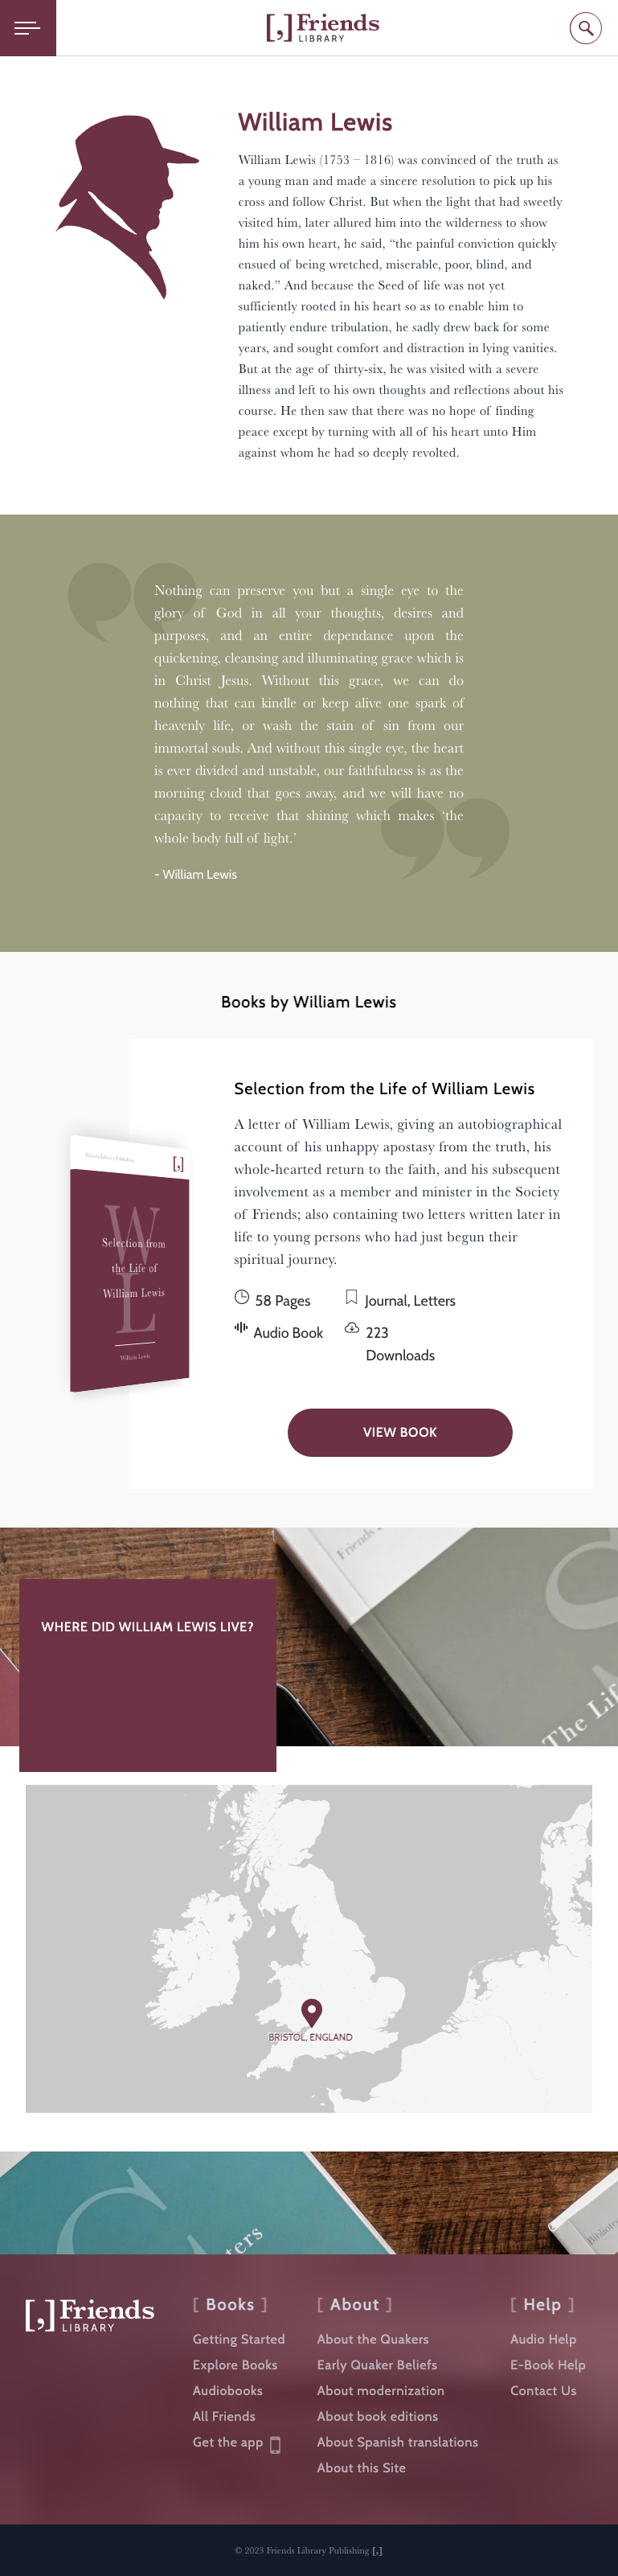 [,] Friends
LIBRARY
William Lewis
William Lewis (1753 – 1816) was convinced of the truth as
a young man and made a sincere resolution to pick up his
cross and follow Christ. But when the light that had sweetly
visited him, later allured him into the wilderness to show
him his own heart, he said, “the painful conviction quickly
ensued of being wretched, miserable, poor, blind, and
naked.” And because the Seed of life was not yet
sufficiently rooted in his heart so as to enable him to
patiently endure tribulation, he sadly drew back for some
years, and sought comfort and distraction in lying vanities.
But at the age of thirty-six, he was visited with a severe
illness and left to his own thoughts and reflections about his
course. He then saw that there was no hope of finding
peace except by turning with all of his heart unto Him
against whom he had so deeply revolted.
Nothing can preserve you but a single eye to the
glory of God in all your thoughts, desires and
purposes, and an entire dependance upon the
quickening, cleansing and illuminating grace which is
in Christ Jesus. Without this grace, we can do
nothing that can kindle or keep alive one spark of
heavenly life, or wash the stain of sin from our
immortal souls. And without this single eye, the heart
is ever divided and unstable, our faithfulness is as the
morning cloud that goes away, and we will have no
capacity to receive that shining which makes ‘the
whole body full of light.’
- William Lewis
Books by William Lewis
Friends Library Publishing [,]
W L
Selection from
the Life of
William Lewis
William Lewis
Selection from the Life of William Lewis
A letter of William Lewis, giving an autobiographical
account of his unhappy apostasy from the truth, his
whole-hearted return to the faith, and his subsequent
involvement as a member and minister in the Society
of Friends; also containing two letters written later in
life to young persons who had just begun their
spiritual journey.
58 Pages
Journal, Letters
Audio Book
223
Downloads
VIEW BOOK
Friends
S
The Li
WHERE DID WILLIAM LEWIS LIVE?
BRISTOL, ENGLAND
C
ters
Bibliote
[,] Friends
LIBRARY
[ Books ]
Getting Started
Explore Books
Audiobooks
All Friends
Get the app
[ About ]
About the Quakers
Early Quaker Beliefs
About modernization
About book editions
About Spanish translations
About this Site
[ Help ]
Audio Help
E-Book Help
Contact Us
© 2023 Friends Library Publishing [,]